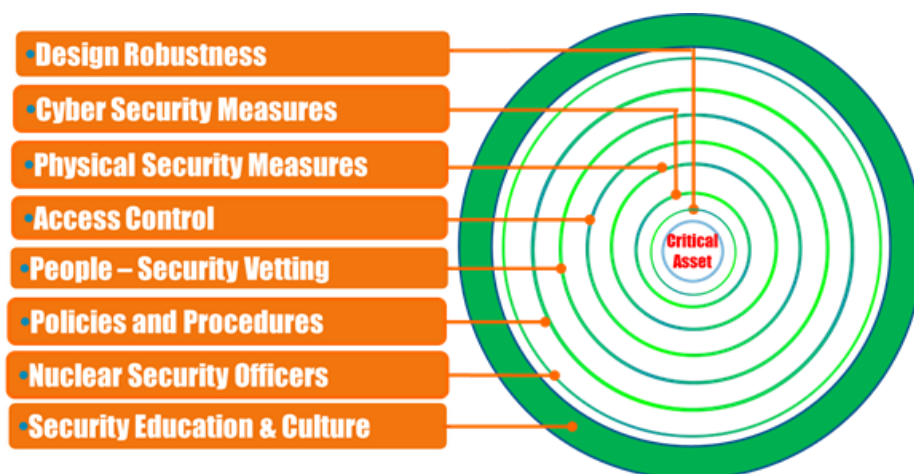 •Design Robustness
•Cyber Security Measures
•Physical Security Measures
•Access Control
•People – Security Vetting
•Policies and Procedures
•Nuclear Security Officers
•Security Education & Culture
Critical
Asset